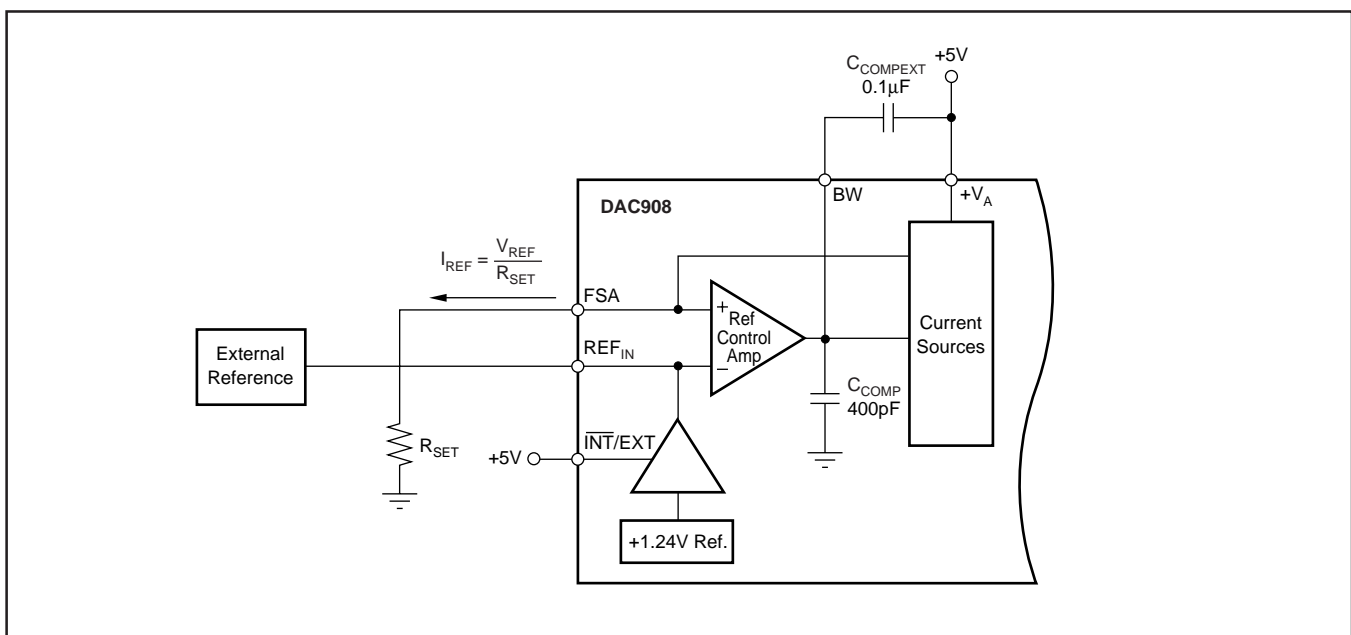 +5V
C_COMPEXT
0.1µF
BW
+V_A
DAC908
I_REF = V_REF / R_SET
FSA
+
Ref
Control
Amp
−
REF_IN
Current
Sources
External
Reference
C_COMP
400pF
R_SET
+5V
I̅N̅T̅/EXT
+1.24V Ref.